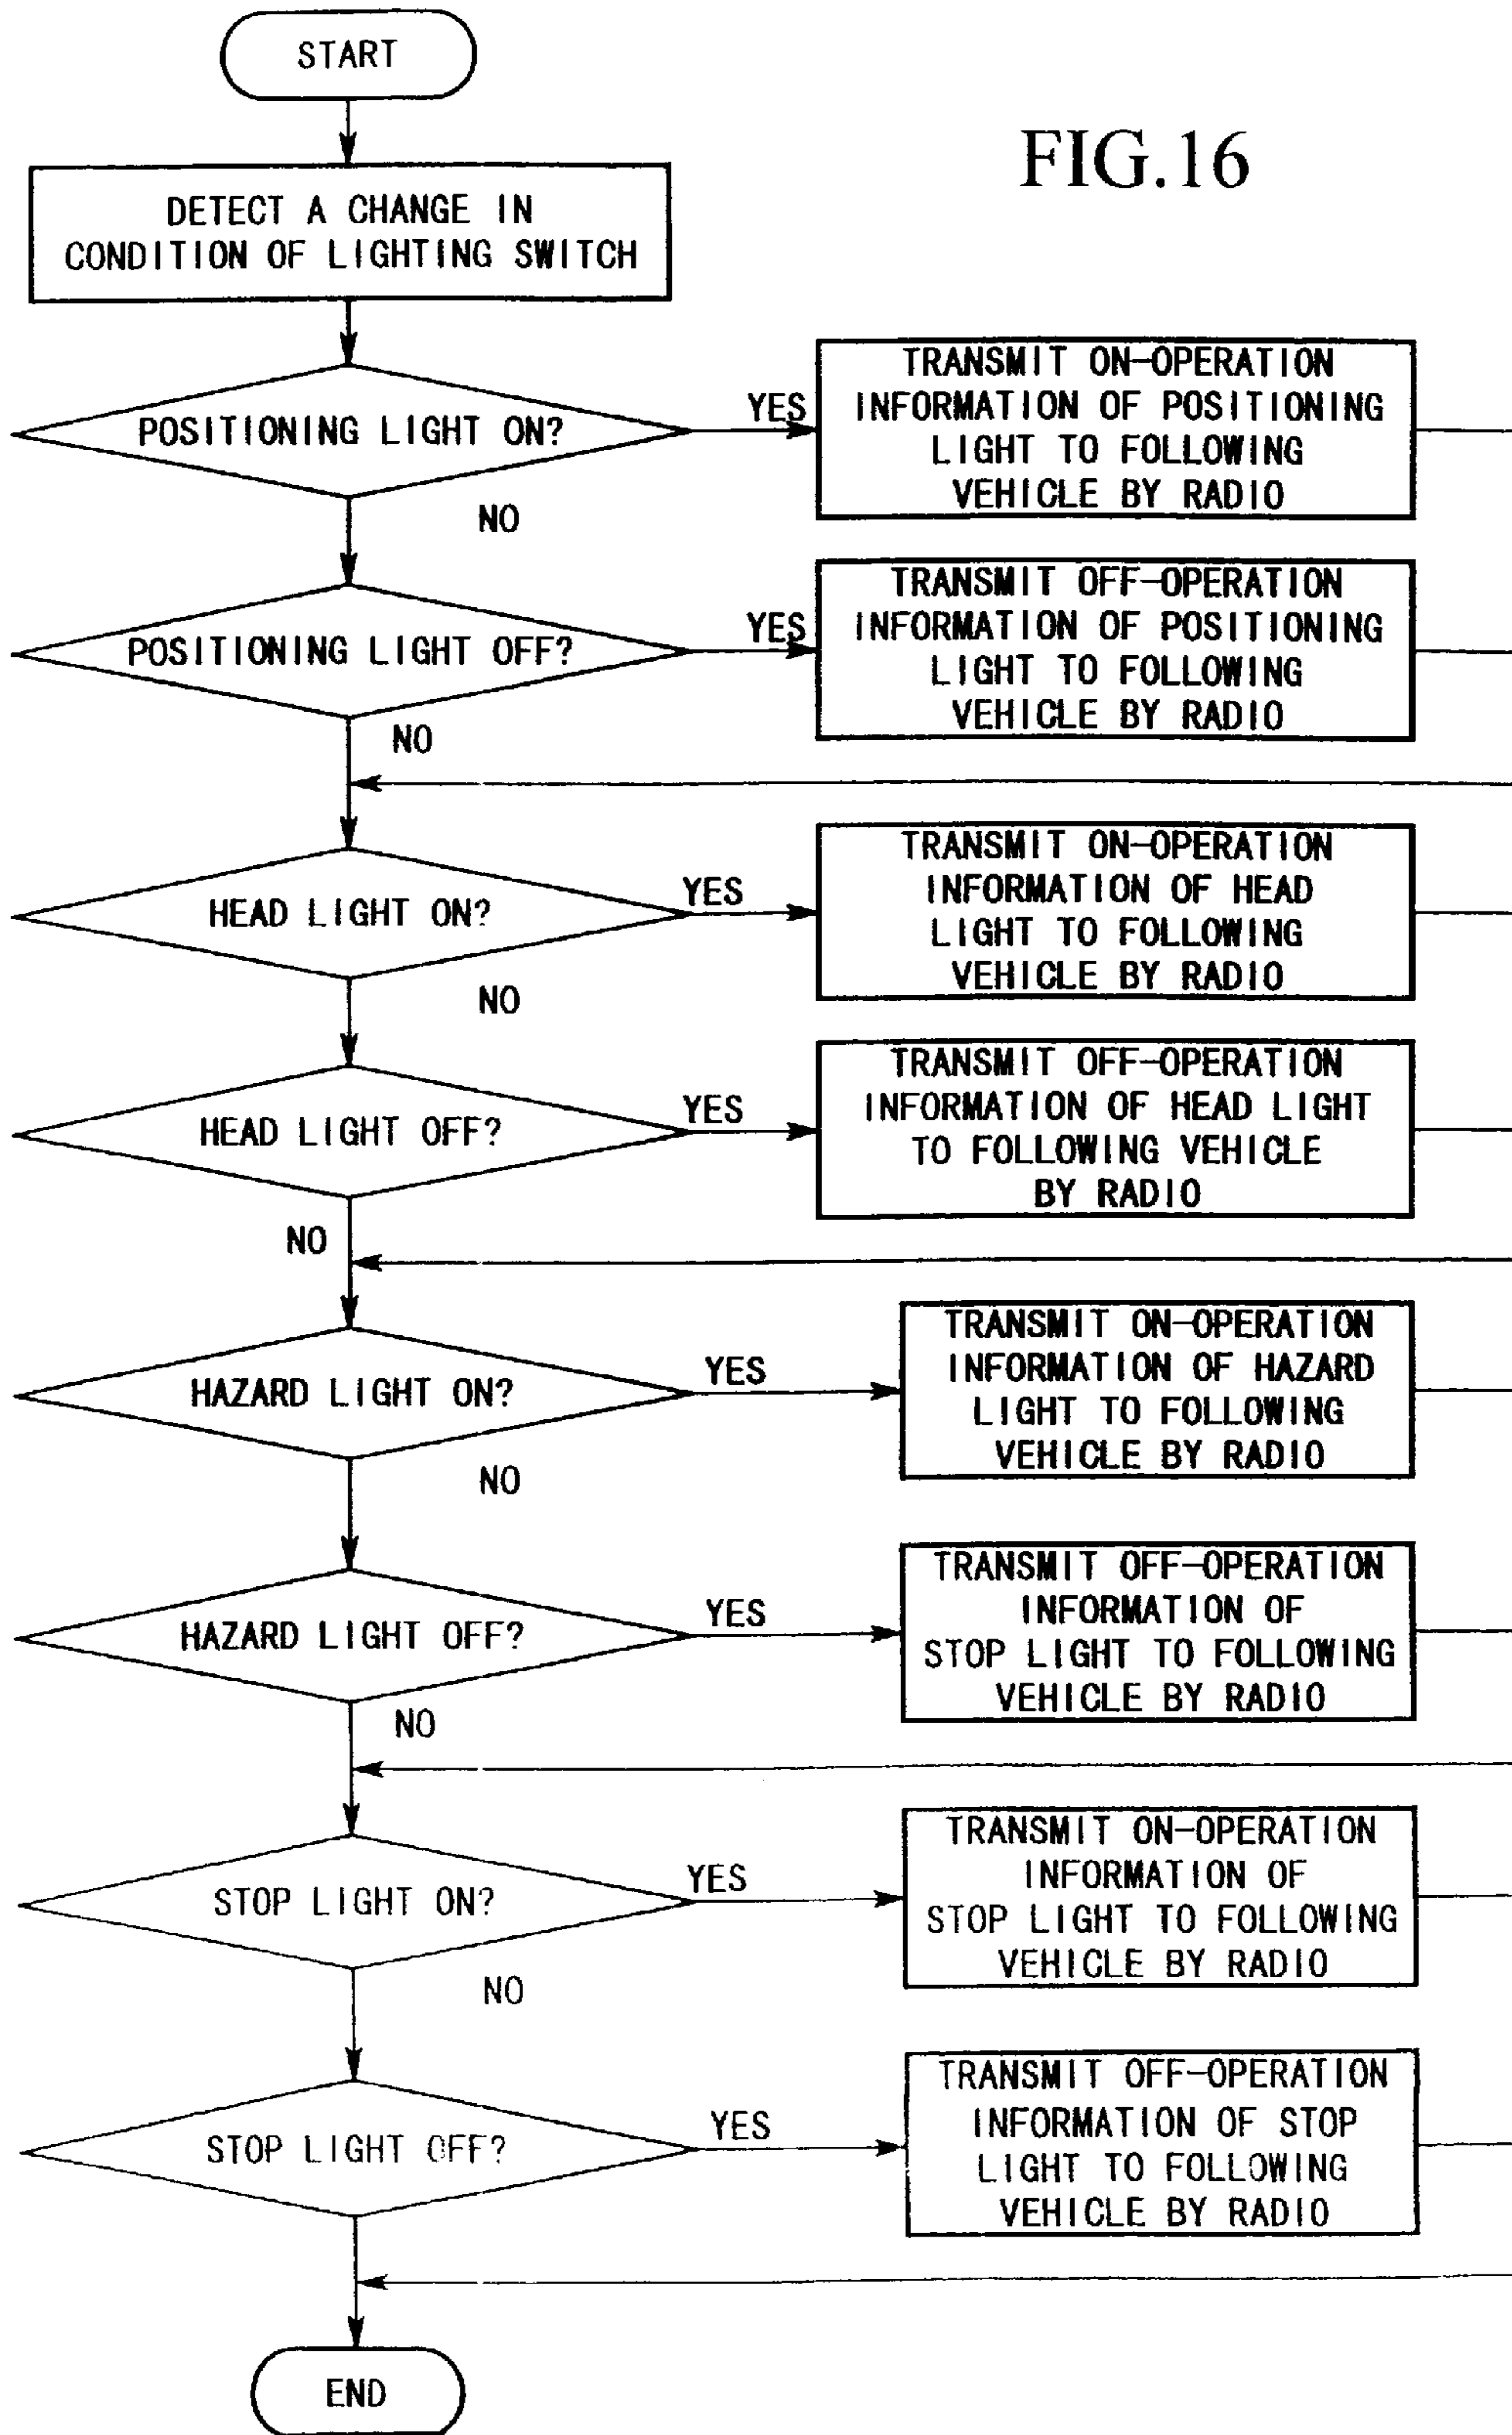 START
FIG.16
DETECT A CHANGE IN
CONDITION OF LIGHTING SWITCH
POSITIONING LIGHT ON?
YES
TRANSMIT ON-OPERATION
INFORMATION OF POSITIONING
LIGHT TO FOLLOWING
VEHICLE BY RADIO
NO
POSITIONING LIGHT OFF?
YES
TRANSMIT OFF-OPERATION
INFORMATION OF POSITIONING
LIGHT TO FOLLOWING
VEHICLE BY RADIO
NO
HEAD LIGHT ON?
YES
TRANSMIT ON-OPERATION
INFORMATION OF HEAD
LIGHT TO FOLLOWING
VEHICLE BY RADIO
NO
HEAD LIGHT OFF?
YES
TRANSMIT OFF-OPERATION
INFORMATION OF HEAD LIGHT
TO FOLLOWING VEHICLE
BY RADIO
NO
HAZARD LIGHT ON?
YES
TRANSMIT ON-OPERATION
INFORMATION OF HAZARD
LIGHT TO FOLLOWING
VEHICLE BY RADIO
NO
HAZARD LIGHT OFF?
YES
TRANSMIT OFF-OPERATION
INFORMATION OF
STOP LIGHT TO FOLLOWING
VEHICLE BY RADIO
NO
STOP LIGHT ON?
YES
TRANSMIT ON-OPERATION
INFORMATION OF
STOP LIGHT TO FOLLOWING
VEHICLE BY RADIO
NO
STOP LIGHT OFF?
YES
TRANSMIT OFF-OPERATION
INFORMATION OF STOP
LIGHT TO FOLLOWING
VEHICLE BY RADIO
END